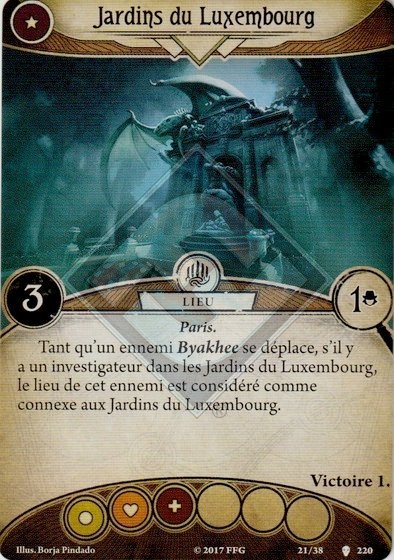 Jardins du Luxembourg
3
LIEU
1
Paris.
Tant qu'un ennemi Byakhee se déplace, s'il y
a un investigateur dans les Jardins du Luxembourg,
le lieu de cet ennemi est considéré comme
connexe aux Jardins du Luxembourg.
Victoire 1.
Illus. Borja Pindado
© 2017 FFG
21/38
220